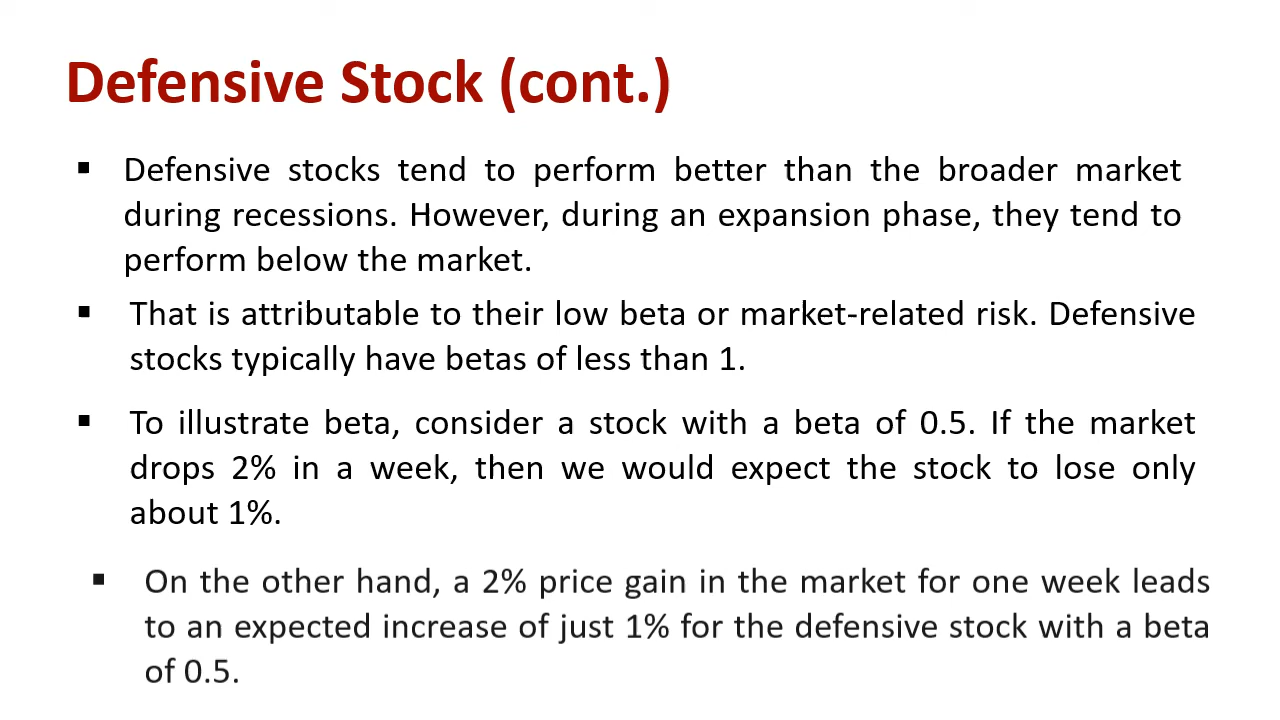 Defensive Stock (cont.)
▪ Defensive stocks tend to perform better than the broader market
during recessions. However, during an expansion phase, they tend to
perform below the market.
▪ That is attributable to their low beta or market-related risk. Defensive
stocks typically have betas of less than 1.
▪ To illustrate beta, consider a stock with a beta of 0.5. If the market
drops 2% in a week, then we would expect the stock to lose only
about 1%.
▪ On the other hand, a 2% price gain in the market for one week leads
to an expected increase of just 1% for the defensive stock with a beta
of 0.5.